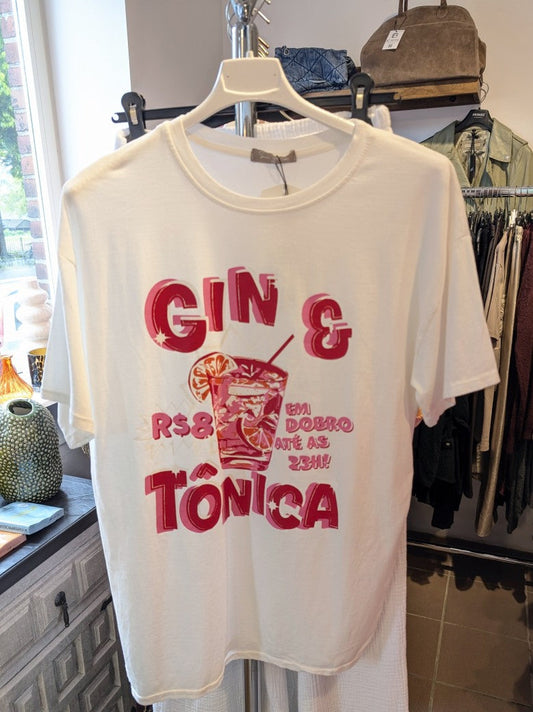 GIN &
R$8
EM
DOBRO
ATÉ AS
23H!
TÔNICA